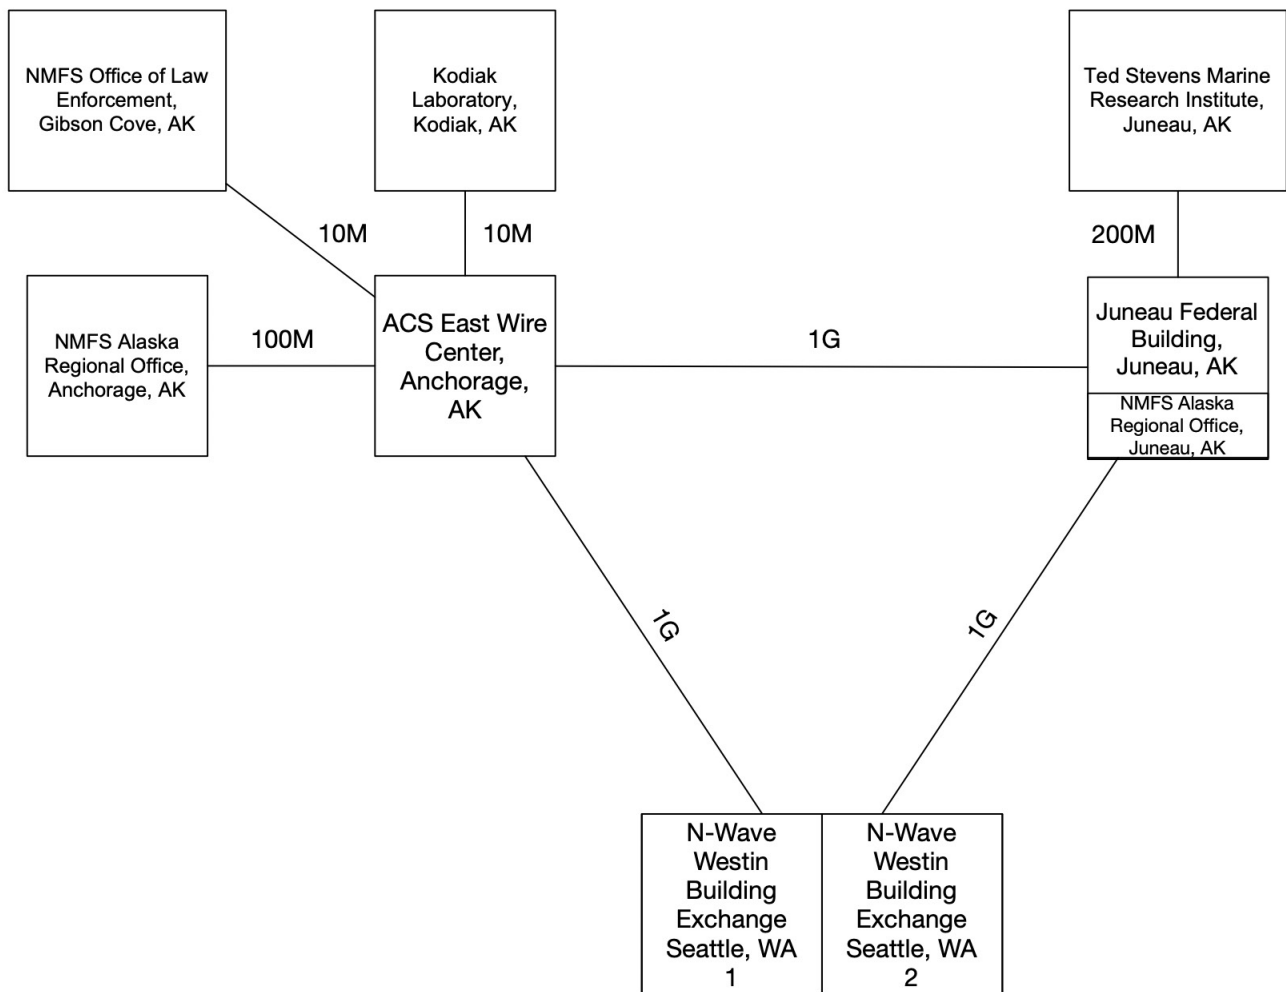 NMFS Office of Law
Enforcement,
Gibson Cove, AK
Kodiak
Laboratory,
Kodiak, AK
Ted Stevens Marine
Research Institute,
Juneau, AK
10M
10M
200M
NMFS Alaska
Regional Office,
Anchorage, AK
100M
ACS East Wire
Center,
Anchorage,
AK
1G
Juneau Federal
Building,
Juneau, AK
NMFS Alaska
Regional Office,
Juneau, AK
1G
1G
N-Wave
Westin
Building
Exchange
Seattle, WA
1
N-Wave
Westin
Building
Exchange
Seattle, WA
2